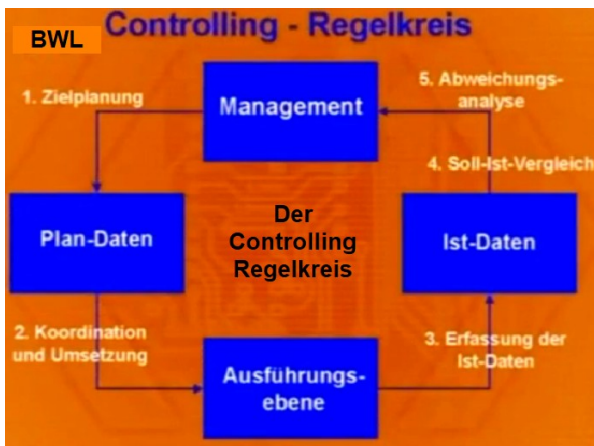 BWL
Controlling - Regelkreis
1. Zielplanung
Management
5. Abweichungs-
analyse
4. Soll-Ist-Vergleich
Plan-Daten
Der
Controlling
Regelkreis
Ist-Daten
2. Koordination
und Umsetzung
Ausführungs-
ebene
3. Erfassung der
Ist-Daten